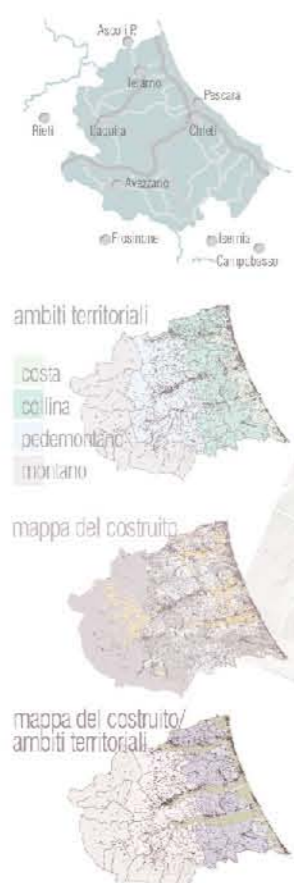 Ascoli P.
Teramo
Pescara
Rieti
L'aquila
Chieti
Avezzano
Frosinone
Isernia
Campobasso
ambiti territoriali
costa
collina
pedemontano
montano
mappa del costruito
mappa del costruito/
ambiti territoriali